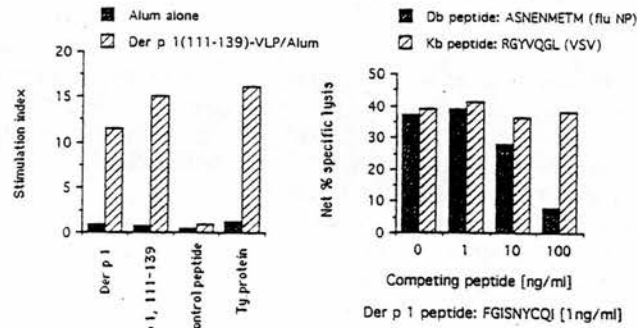 Alum alone
Der p 1(111-139)-VLP/Alum
Stimulation index
20
15
10
5
0
Der p 1
p 1, 111-139
control peptide
Ty protein
Db peptide: ASNENMETM (flu NP)
Kb peptide: RGYVQGL (VSV)
Net % specific lysis
50
40
30
20
10
0
0 1 10 100
Competing peptide [ng/ml]
Der p 1 peptide: FGISNYCQI [1ng/ml]